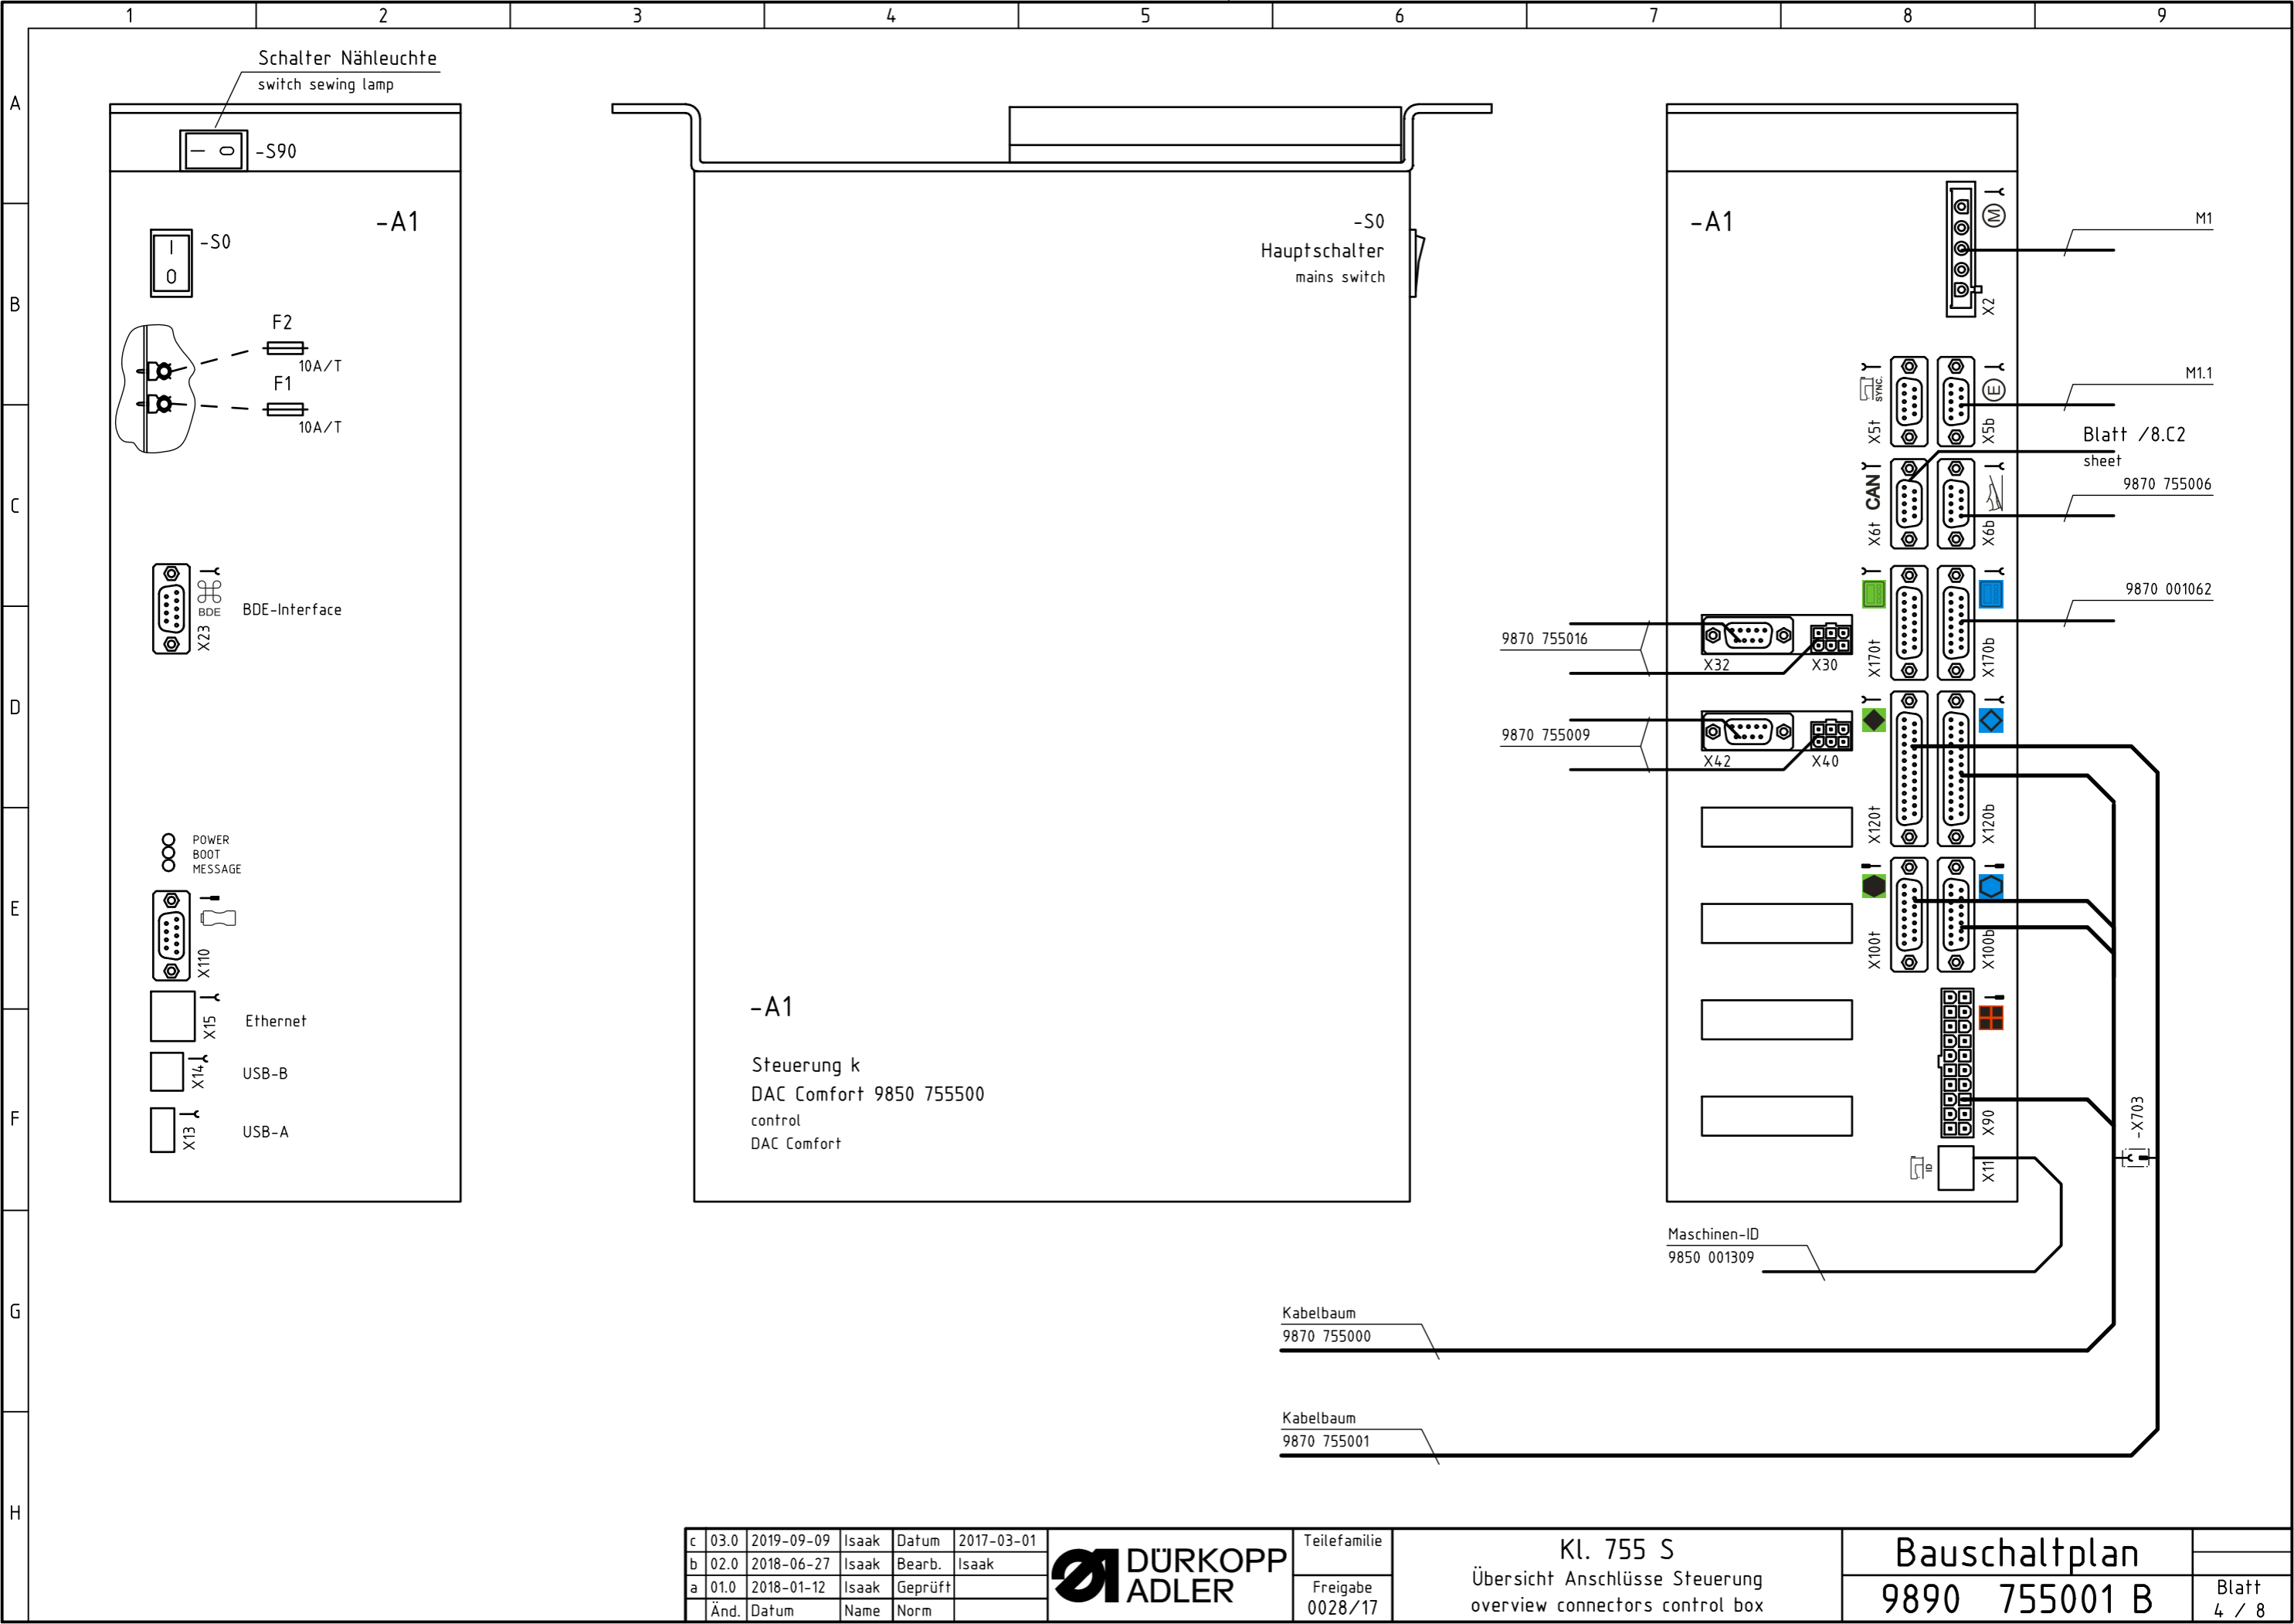 1 2 3 4 5 6 7 8 9
A
B
C
D
E
F
G
H
Schalter Nähleuchte
switch sewing lamp
-S90
-A1
-S0
F2
10A/T
F1
10A/T
BDE
X23
BDE-Interface
POWER
BOOT
MESSAGE
X110
X15
Ethernet
X14
USB-B
X13
USB-A
-S0
Hauptschalter
mains switch
-A1
Steuerung k
DAC Comfort 9850 755500
control
DAC Comfort
-A1
M
X2
M1
SYNC.
X5t
E
X5b
M1.1
Blatt /8.C2
sheet
CAN
X6t
X6b
9870 755006
X170t
X170b
9870 001062
9870 755016
X32
X30
9870 755009
X42
X40
X120t
X120b
X100t
X100b
X90
-X703
ID
X11
Maschinen-ID
9850 001309
Kabelbaum
9870 755000
Kabelbaum
9870 755001
c 03.0 2019-09-09 Isaak Datum 2017-03-01
b 02.0 2018-06-27 Isaak Bearb. Isaak
a 01.0 2018-01-12 Isaak Geprüft
Änd. Datum Name Norm
DÜRKOPP
ADLER
Teilefamilie
Freigabe
0028/17
Kl. 755 S
Übersicht Anschlüsse Steuerung
overview connectors control box
Bauschaltplan
9890 755001 B
Blatt
4 / 8